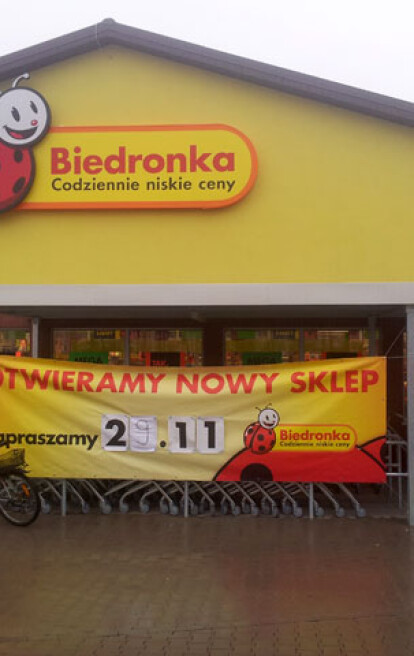 Biedronka
Codziennie niskie ceny
OTWIERAMY NOWY SKLEP
apraszamy 29.11
Biedronka
Codziennie niskie ceny